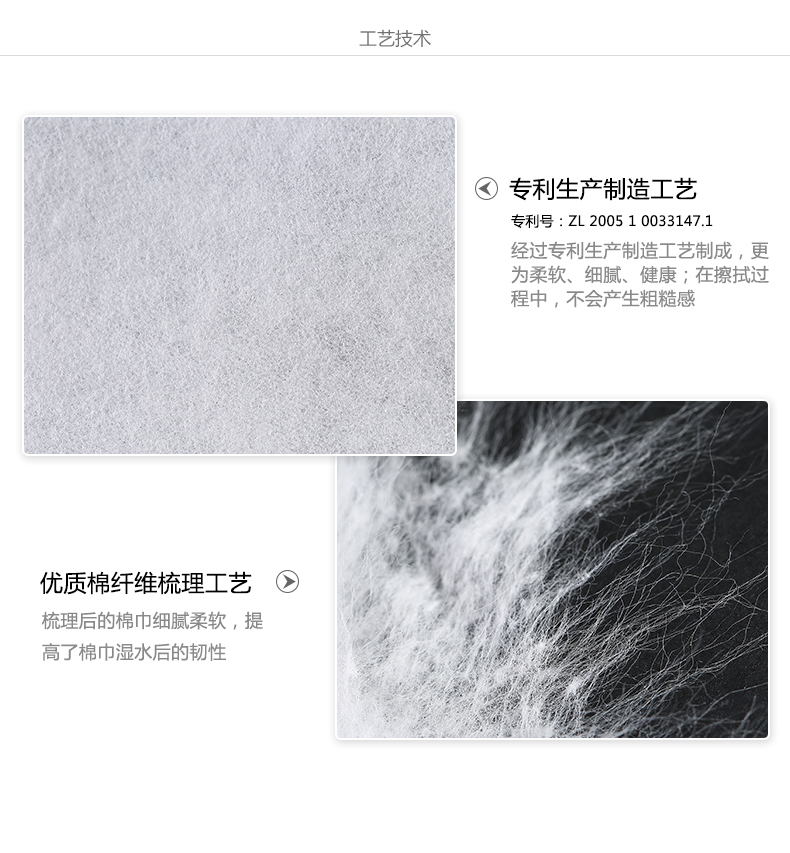 工艺技术
专利生产制造工艺
专利号：ZL 2005 1 0033147.1
经过专利生产制造工艺制成，更
为柔软、细腻、健康；在擦拭过
程中，不会产生粗糙感
优质棉纤维梳理工艺
梳理后的棉巾细腻柔软，提
高了棉巾湿水后的韧性